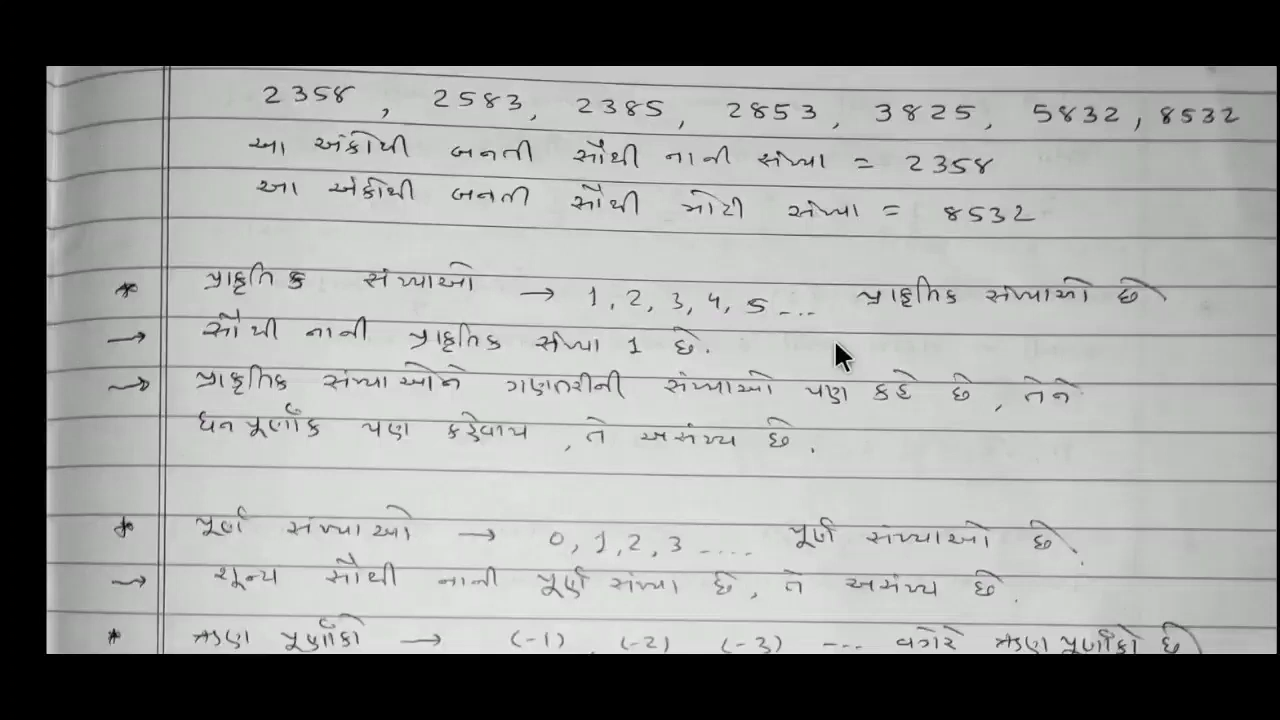 2358 , 2583, 2385, 2853, 3825, 5832, 8532
આ અંકોથી બનતી સૌથી નાની સંખ્યા = 2358
આ અંકોથી બનતી સૌથી મોટી સંખ્યા = 8532
* પ્રાકૃતિક સંખ્યાઓ → 1, 2, 3, 4, 5 ... પ્રાકૃતિક સંખ્યાઓ છે
→ સૌથી નાની પ્રાકૃતિક સંખ્યા 1 છે.
→ પ્રાકૃતિક સંખ્યાઓને ગણતરીની સંખ્યાઓ પણ કહે છે, તેને
ધન પૂર્ણાંક પણ કહેવાય, તે અસંખ્ય છે.
* પૂર્ણ સંખ્યાઓ → 0, 1, 2, 3 .... પૂર્ણ સંખ્યાઓ છે.
→ શૂન્ય સૌથી નાની પૂર્ણ સંખ્યા છે, તે અસંખ્ય છે.
* ઋણ પૂર્ણાંકો → (-1), (-2) (-3) ... વગેરે ઋણ પૂર્ણાંકો છે